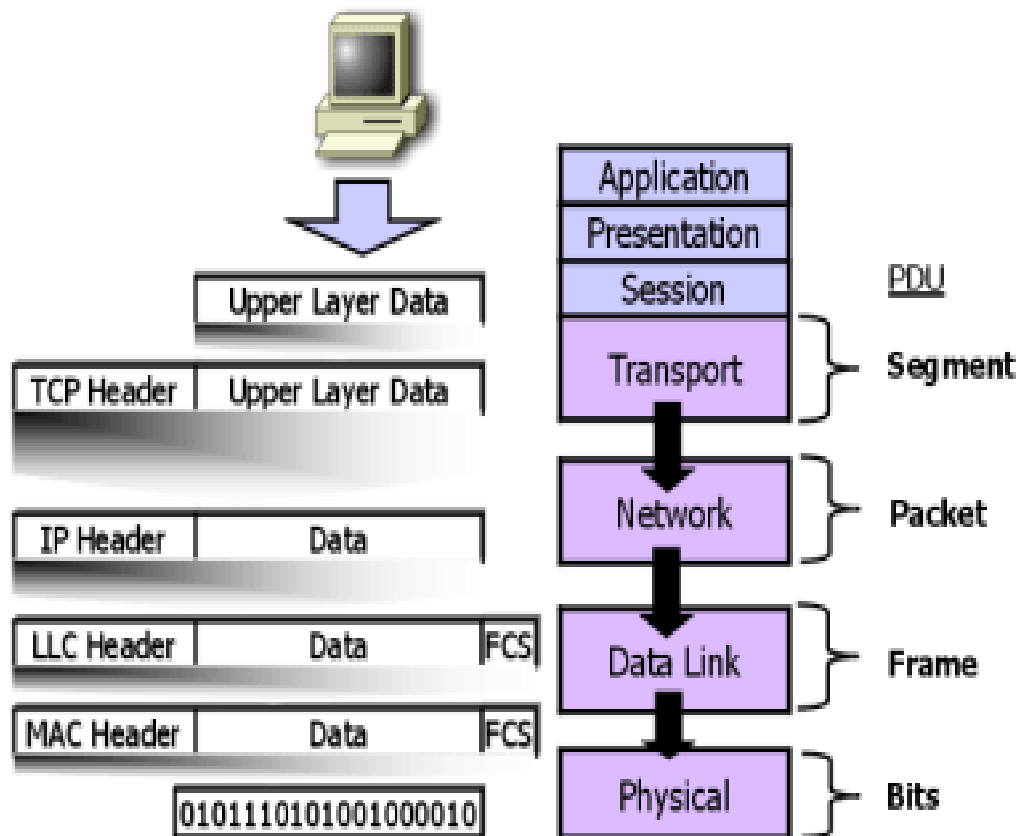 Application
Presentation
Session
PDU
Upper Layer Data
Transport
Segment
TCP Header Upper Layer Data
Network
Packet
IP Header Data
LLC Header Data FCS
Data Link
Frame
MAC Header Data FCS
Physical
Bits
0101110101001000010